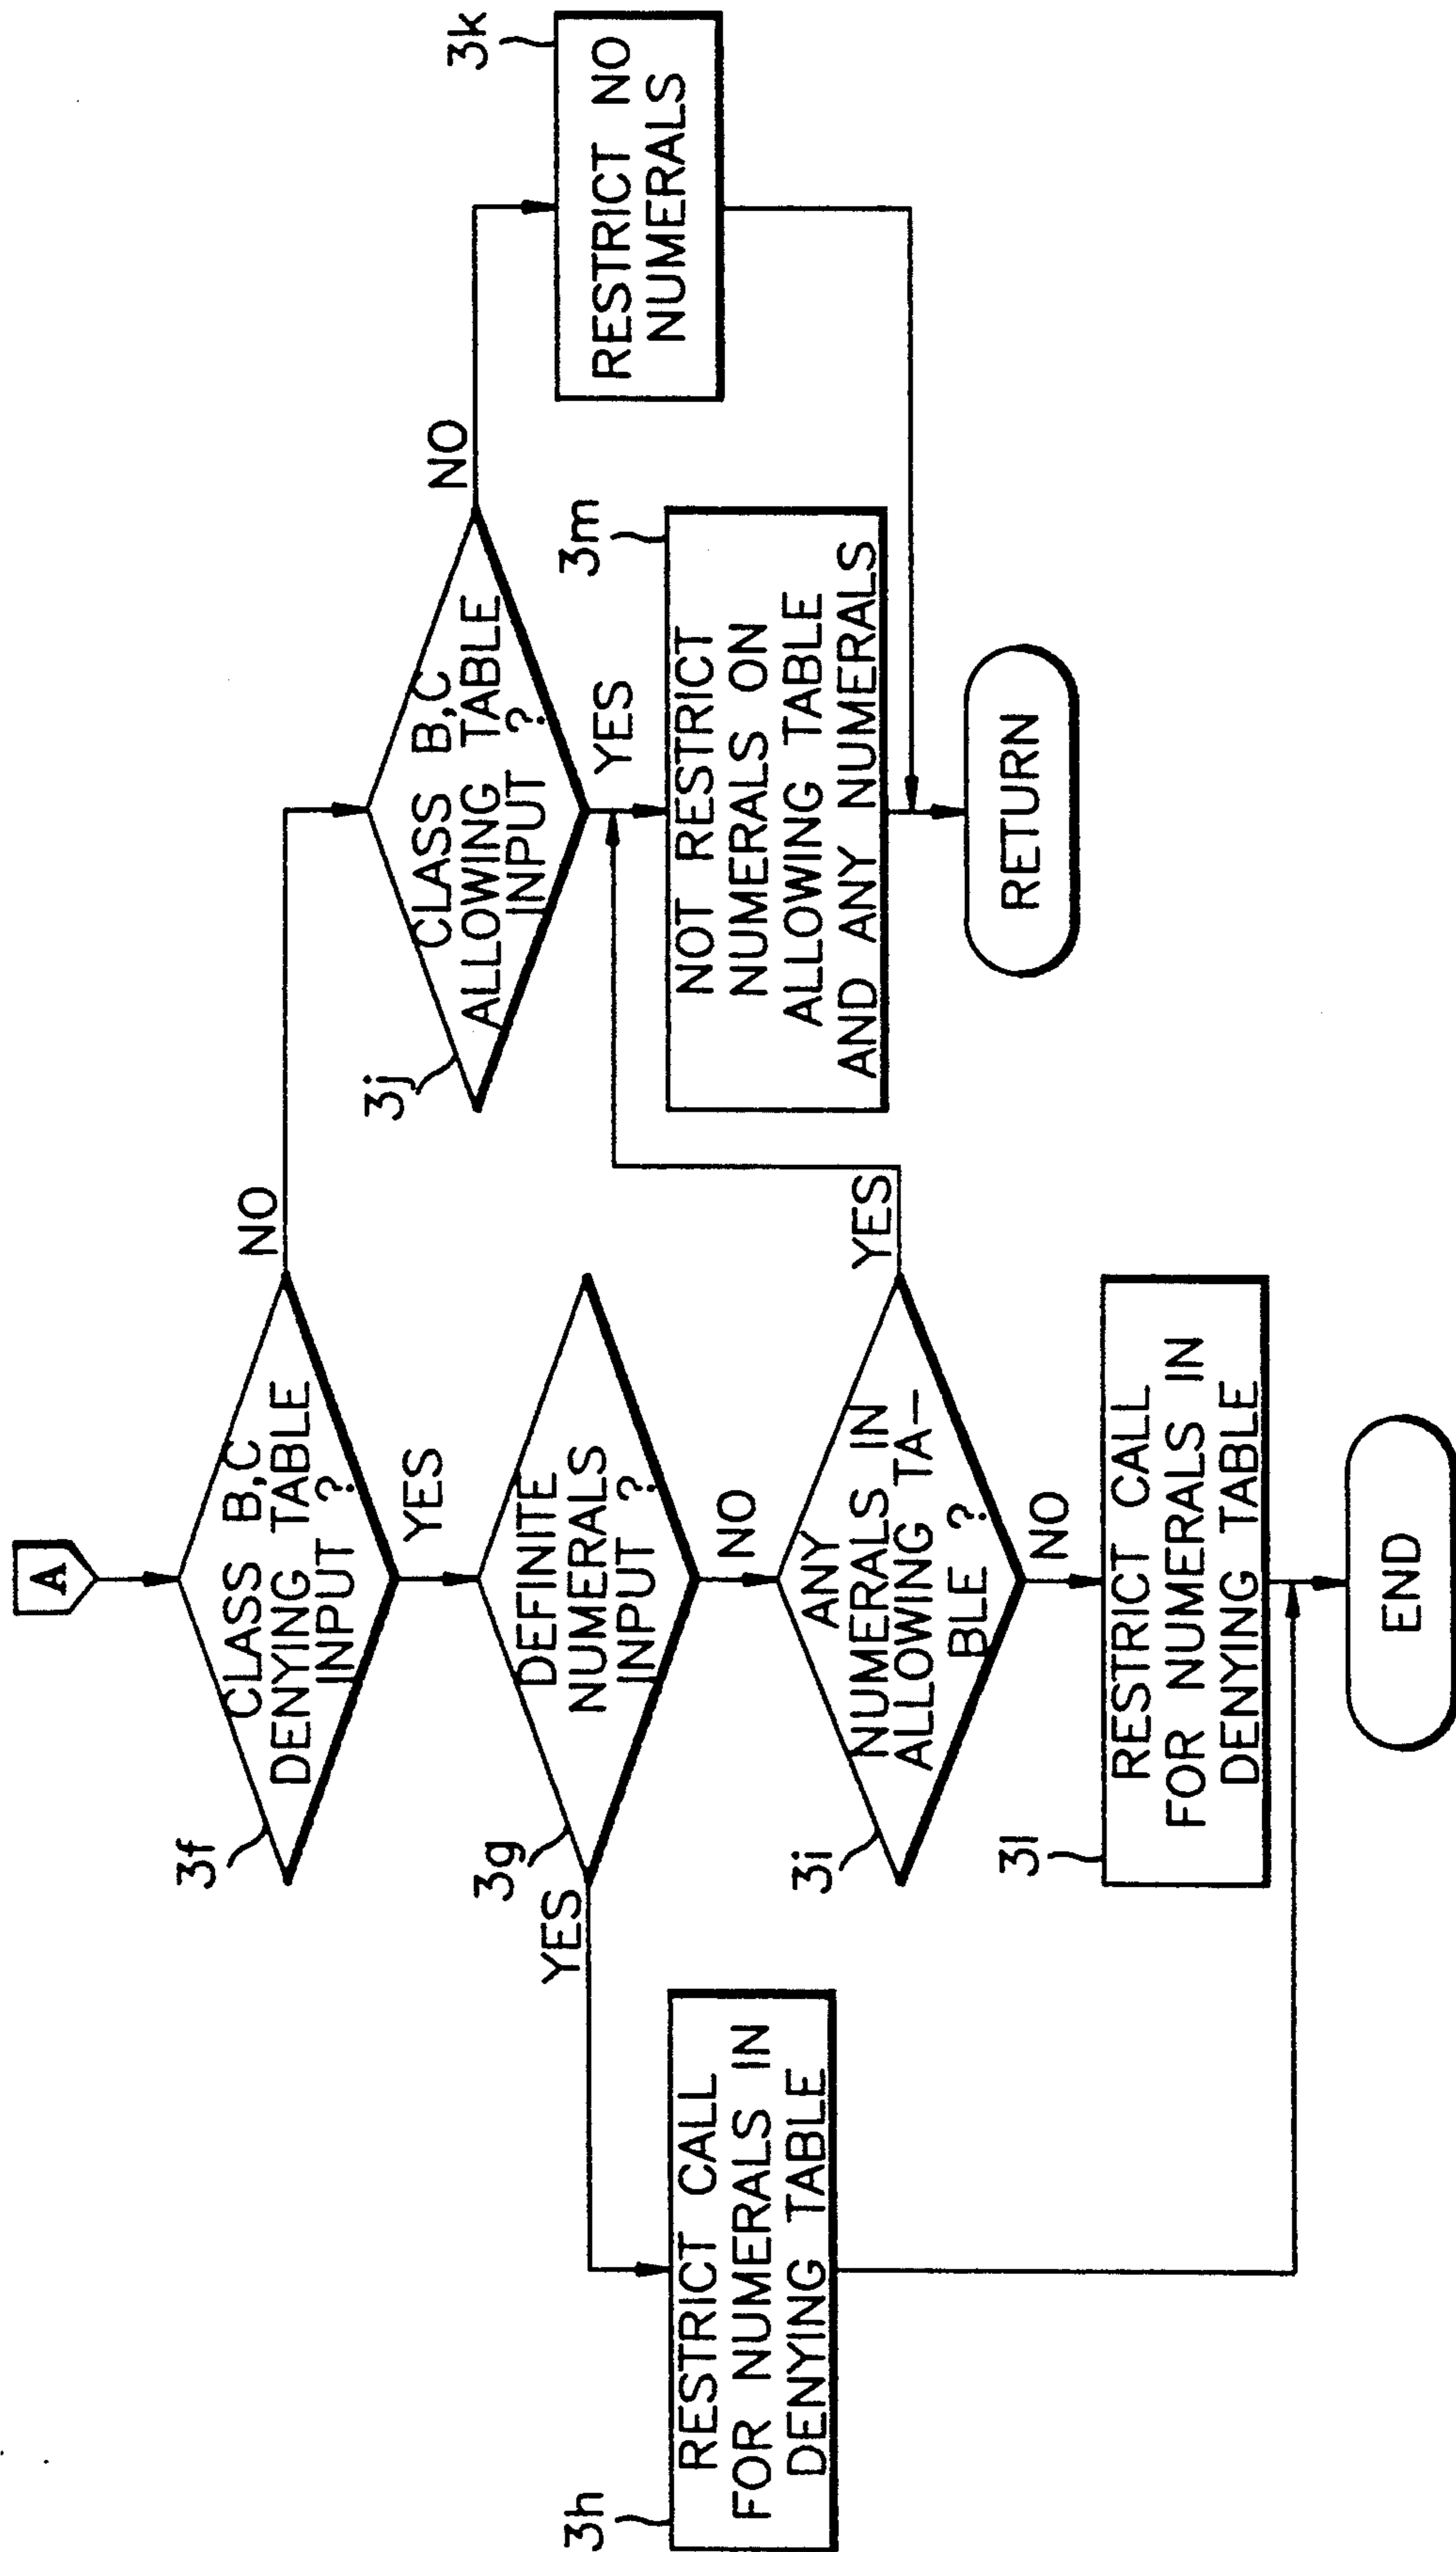 A
3f
CLASS B,C
DENYING TABLE
INPUT ?
NO
YES
3g
DEFINITE
NUMERALS
INPUT ?
YES
NO
3h
RESTRICT CALL
FOR NUMERALS IN
DENYING TABLE
3i
ANY
NUMERALS IN
ALLOWING TA-
BLE ?
YES
NO
3l
RESTRICT CALL
FOR NUMERALS IN
DENYING TABLE
END
3j
CLASS B,C
ALLOWING TABLE
INPUT ?
NO
YES
3k
RESTRICT NO
NUMERALS
3m
NOT RESTRICT
NUMERALS ON
ALLOWING TABLE
AND ANY NUMERALS
RETURN